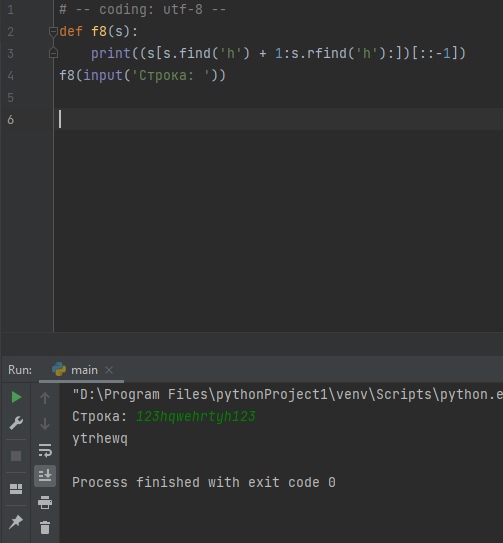 1 # -- coding: utf-8 --
2 def f8(s):
3 print((s[s.find('h') + 1:s.rfind('h'):])[::-1])
4 f8(input('Строка: '))
5
6
Run: main
"D:\Program Files\pythonProject1\venv\Scripts\python.e
Строка: 123hqwehrtyh123
ytrhewq
Process finished with exit code 0